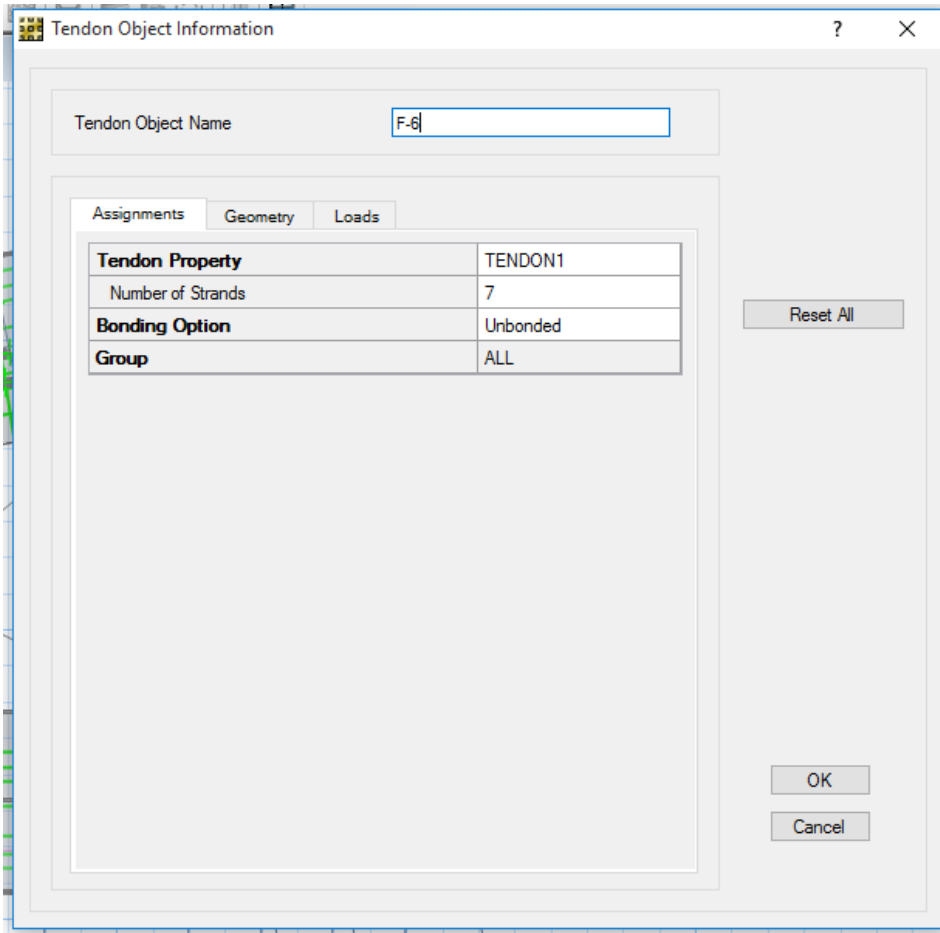 Tendon Object Information
?
Tendon Object Name
F-6
Assignments Geometry Loads
Tendon Property TENDON1
Number of Strands 7
Bonding Option Unbonded
Group ALL
Reset All
OK
Cancel